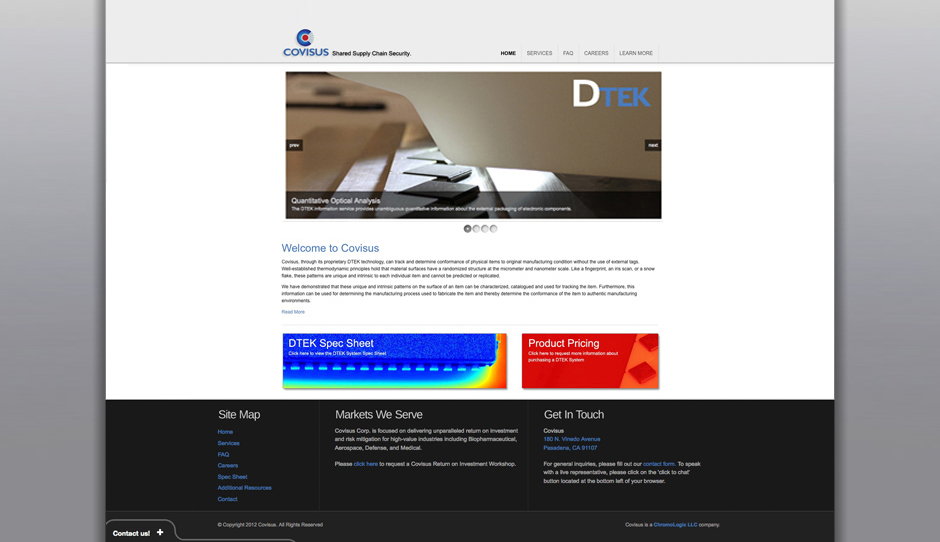 COVISUS Shared Supply Chain Security.
HOME SERVICES FAQ CAREERS LEARN MORE
DTEK
prev
next
Quantitative Optical Analysis
The DTEK information service provides unambiguous quantitative information about the external packaging of electronic components.
Welcome to Covisus
Covisus, through its proprietary DTEK technology, can track and determine conformance of physical items to original manufacturing condition without the use of external tags.
Well-established thermodynamic principles hold that material surfaces have a randomized structure at the micrometer and nanometer scale. Like a fingerprint, an iris scan, or a snow
flake, these patterns are unique and intrinsic to each individual item and cannot be predicted or replicated.
We have demonstrated that these unique and intrinsic patterns on the surface of an item can be characterized, catalogued and used for tracking the item. Furthermore, this
information can be used for determining the manufacturing process used to fabricate the item and thereby determine the conformance of the item to authentic manufacturing
environments.
Read More
DTEK Spec Sheet
Click here to view the DTEK System Spec Sheet
Product Pricing
Click here to request more information about
purchasing a DTEK System
Site Map
Home
Services
FAQ
Careers
Spec Sheet
Additional Resources
Contact
Markets We Serve
Covisus Corp. is focused on delivering unparalleled return on investment
and risk mitigation for high-value industries including Biopharmaceutical,
Aerospace, Defense, and Medical.
Please click here to request a Covisus Return on Investment Workshop.
Get In Touch
Covisus
180 N. Vinedo Avenue
Pasadena, CA 91107
For general inquiries, please fill out our contact form. To speak
with a live representative, please click on the 'click to chat'
button located at the bottom left of your browser.
© Copyright 2012 Covisus. All Rights Reserved
Covisus is a ChromoLogic LLC company.
Contact us! +